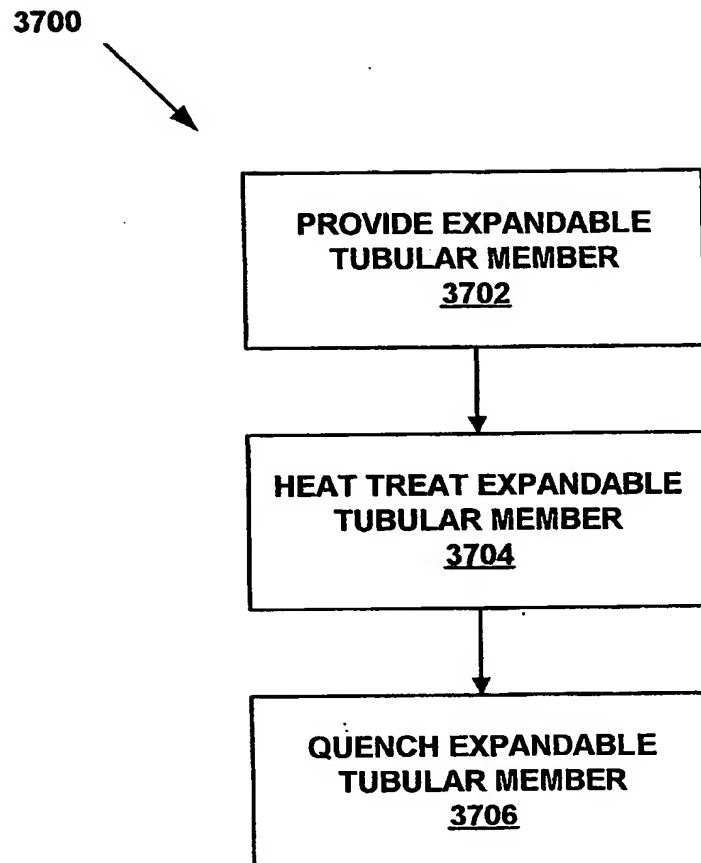 3700
PROVIDE EXPANDABLE
TUBULAR MEMBER
3702
HEAT TREAT EXPANDABLE
TUBULAR MEMBER
3704
QUENCH EXPANDABLE
TUBULAR MEMBER
3706